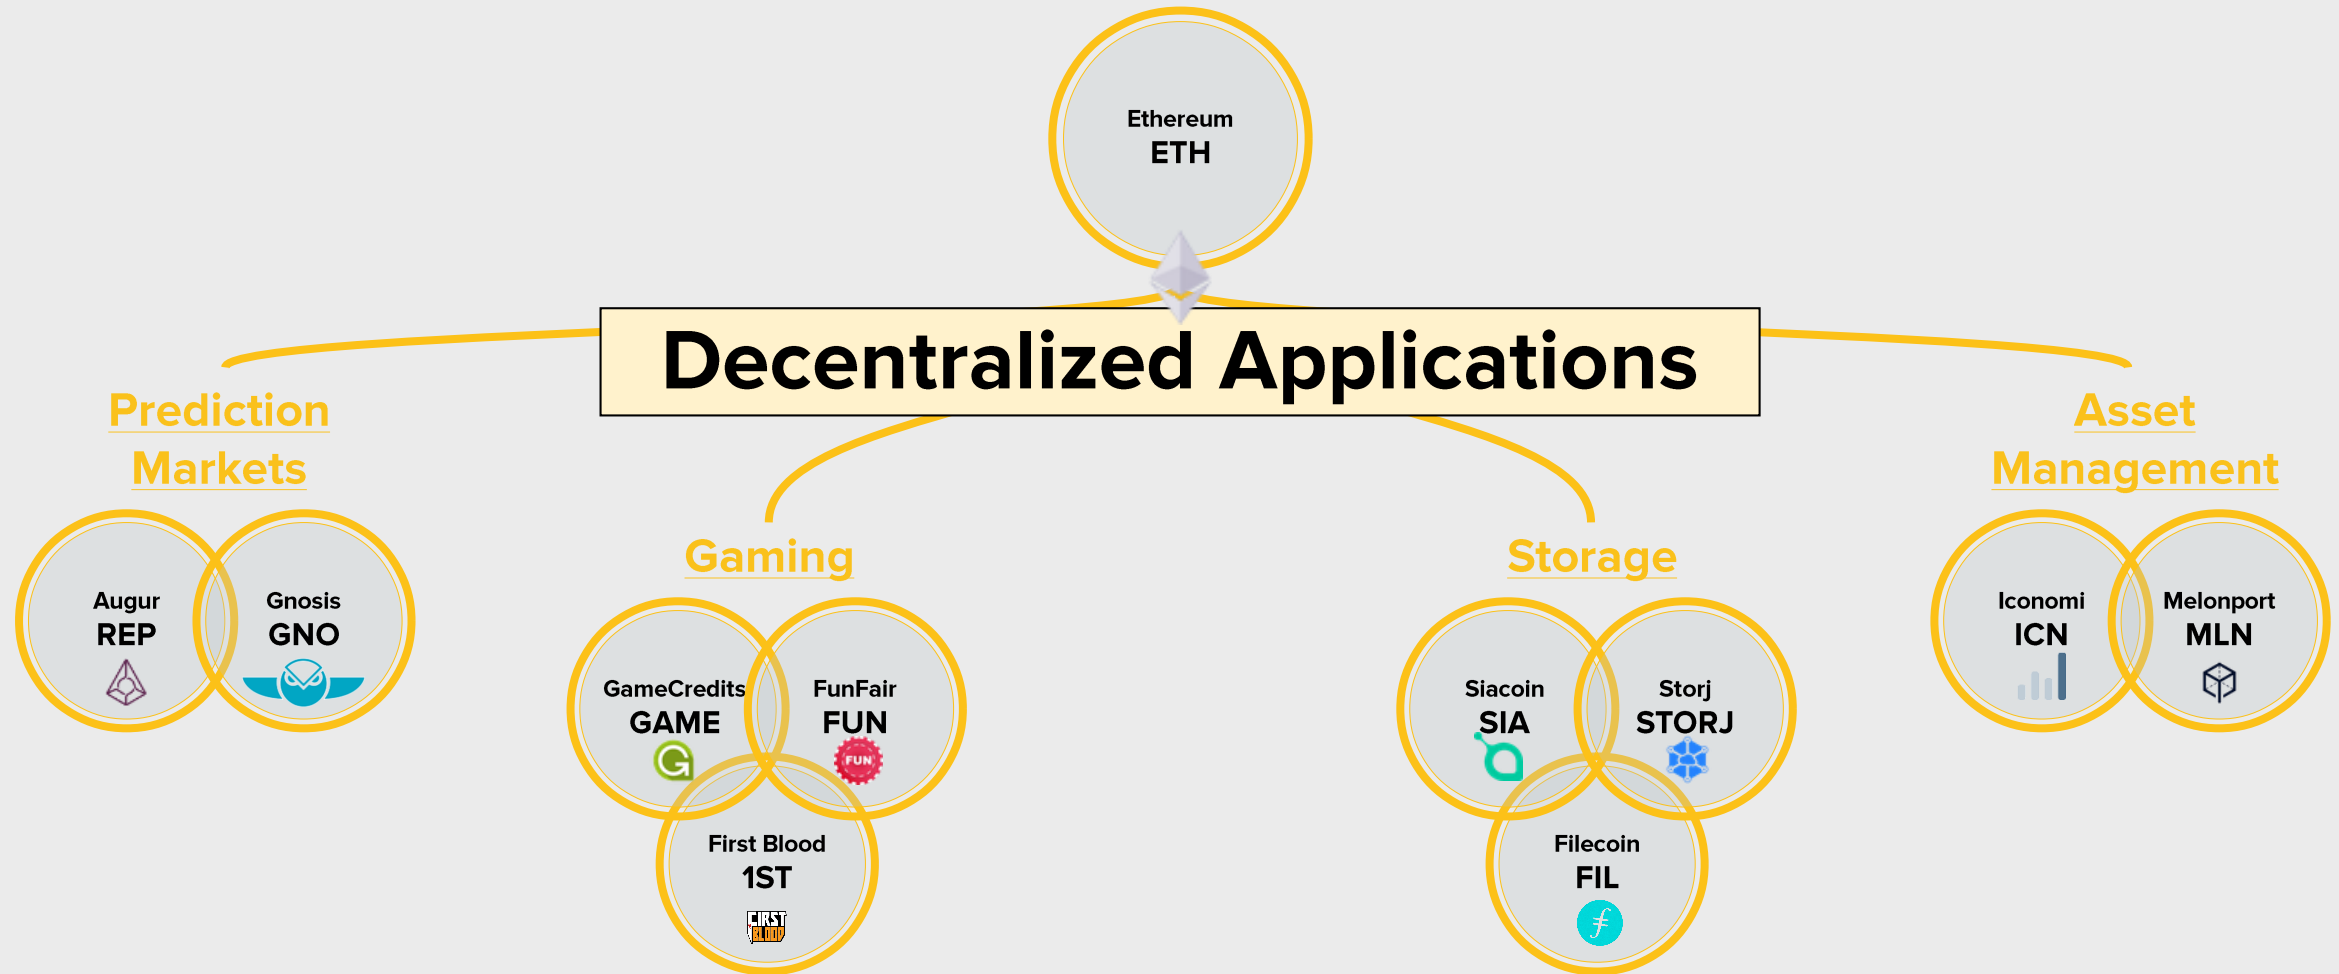 Ethereum
ETH
Decentralized Applications
Prediction
Markets
Augur
REP
Gnosis
GNO
Gaming
GameCredits
GAME
FunFair
FUN
FUN
First Blood
1ST
FIRST
BLOOD
Storage
Siacoin
SIA
Storj
STORJ
Filecoin
FIL
Asset
Management
Iconomi
ICN
Melonport
MLN